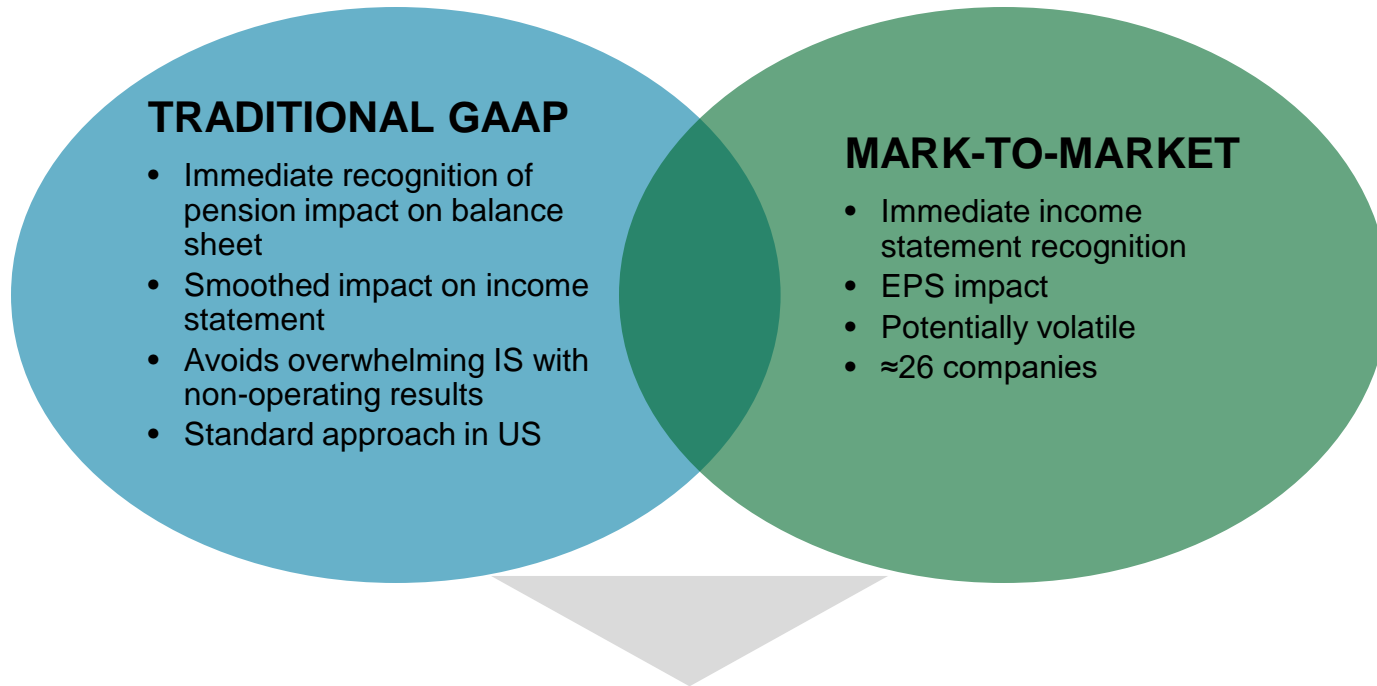 TRADITIONAL GAAP
• Immediate recognition of
pension impact on balance
sheet
• Smoothed impact on income
statement
• Avoids overwhelming IS with
non-operating results
• Standard approach in US
MARK-TO-MARKET
• Immediate income
statement recognition
• EPS impact
• Potentially volatile
• ≈26 companies